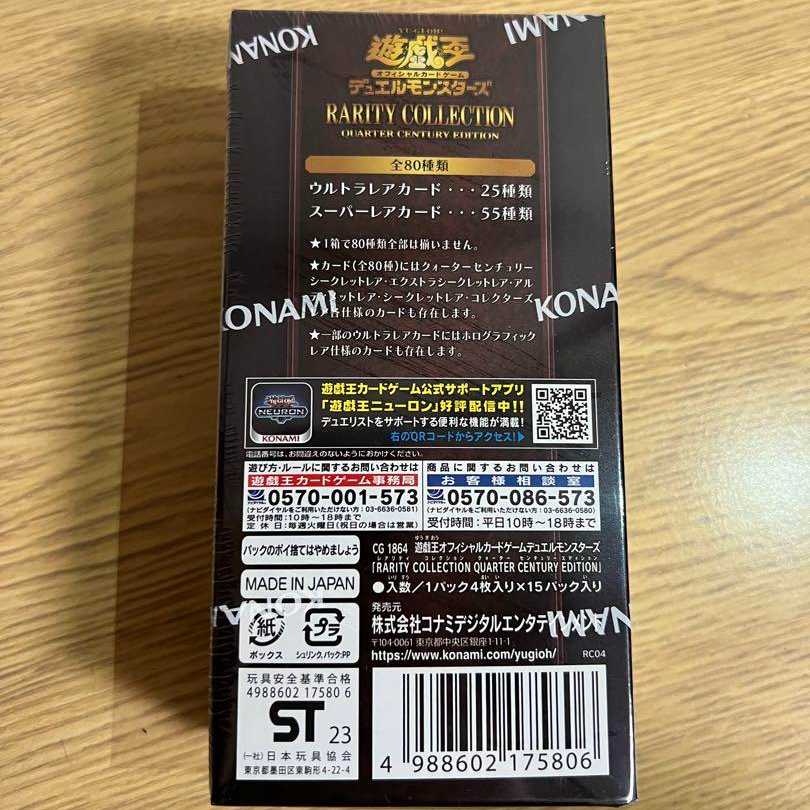 KONAMI
KONAMI
YU-GI-OH!
遊戯王
オフィシャルカードゲーム
デュエルモンスターズ
RARITY COLLECTION
QUARTER CENTURY EDITION
全80種類
ウルトラレアカード・・・25種類
スーパーレアカード・・・55種類
★1箱で80種類全部は揃いません。
★カード(全80種)にはクォーターセンチュリー
シークレットレア・エクストラシークレットレア・アル
メットレア・シークレットレア・コレクターズ
ア各仕様のカードも存在します。
★一部のウルトラレアカードにはホログラフィック
レア仕様のカードも存在します。
KONAMI
KONA
YU-GI-OH!
NEURON
KONAMI
遊戯王カードゲーム公式サポートアプリ
「遊戯王ニューロン」好評配信中!!
デュエリストをサポートする便利な機能が満載!
右のQRコードからアクセス!▶
電話番号は、お間違えのないようにおかけください。
遊び方・ルールに関するお問い合わせは
遊戯王カードゲーム事務局
0570-001-573
(ナビダイヤルをご利用いただけない方:03-6636-0581)
受付時間:10時〜18時まで
定休日:毎週火曜日(祝日の場合は営業)
商品に関するお問い合わせは
お客様相談室
0570-086-573
(ナビダイヤルをご利用いただけない方:03-6636-0580)
受付時間:平日10時〜18時まで
パックのポイ捨てはやめましょう
MADE IN JAPAN
紙
ボックス
プラ
シュリンク、パック:PP
CG 1864 遊戯王オフィシャルカードゲームデュエルモンスターズ
「RARITY COLLECTION QUARTER CENTURY EDITION」
●入数/1パック4枚入り×15パック入り
発売元
株式会社コナミデジタルエンタテ
〒104-0061 東京都中央区銀座1-11-1
https://www.konami.com/yugioh/
RC04
KONA
NAMI
玩具安全基準合格
4988602 17580 6
ST 23
(一社)日本玩具協会
東京都墨田区東駒形4-22-4
4 988602 175806